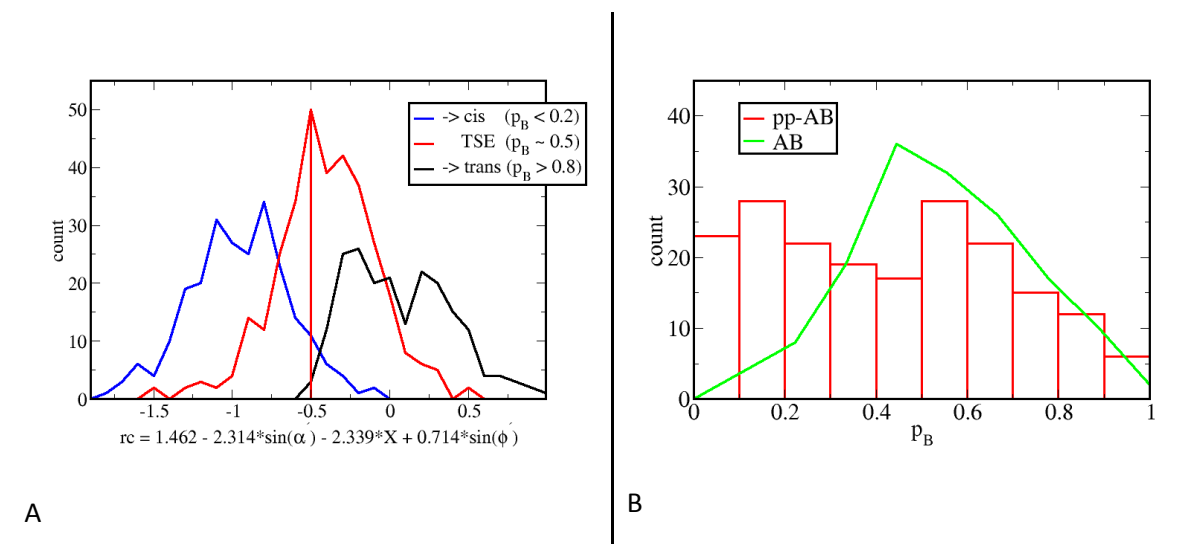 50
40
30
20
10
0
count
-1.5 -1 -0.5 0 0.5
rc = 1.462 - 2.314*sin(α´) - 2.339*X + 0.714*sin(ϕ´)
-> cis (pB < 0.2)
TSE (pB ~ 0.5)
-> trans (pB > 0.8)
A
40
30
20
10
0
count
0 0.2 0.4 0.6 0.8 1
pB
pp-AB
AB
B